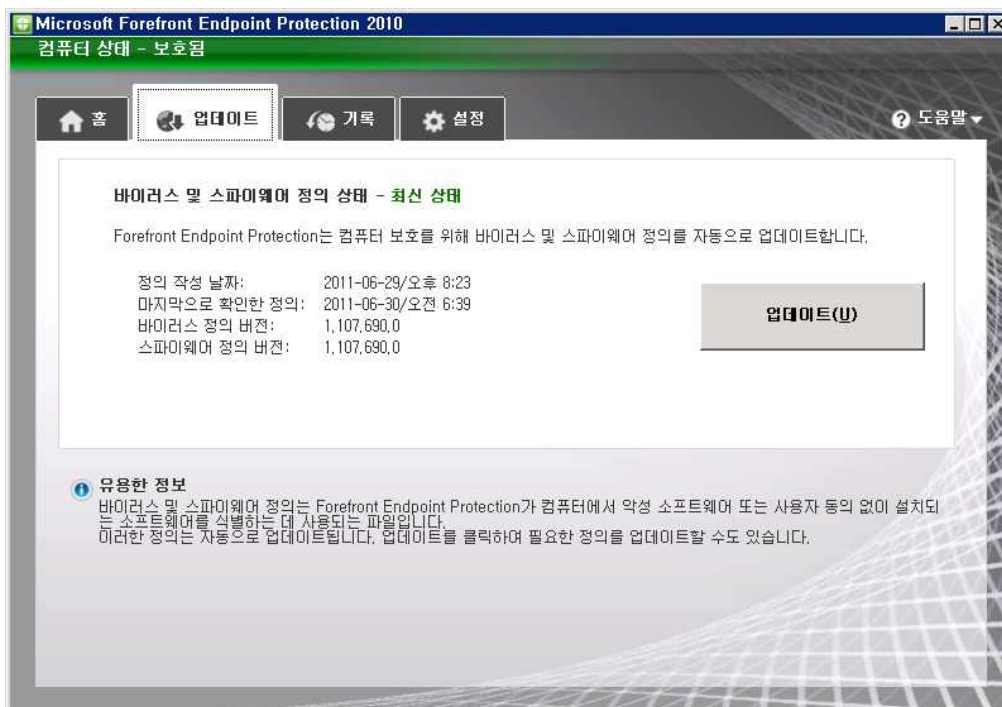 Microsoft Forefront Endpoint Protection 2010
컴퓨터 상태 - 보호됨
홈
업데이트
기록
설정
도움말
바이러스 및 스파이웨어 정의 상태 - 최신 상태
Forefront Endpoint Protection는 컴퓨터 보호를 위해 바이러스 및 스파이웨어 정의를 자동으로 업데이트합니다.
정의 작성 날짜: 2011-06-29/오후 8:23
마지막으로 확인한 정의: 2011-06-30/오전 6:39
바이러스 정의 버전: 1.107.690.0
스파이웨어 정의 버전: 1.107.690.0
업데이트(U)
유용한 정보
바이러스 및 스파이웨어 정의는 Forefront Endpoint Protection가 컴퓨터에서 악성 소프트웨어 또는 사용자 동의 없이 설치되
는 소프트웨어를 식별하는 데 사용되는 파일입니다.
이러한 정의는 자동으로 업데이트됩니다. 업데이트를 클릭하여 필요한 정의를 업데이트할 수도 있습니다.